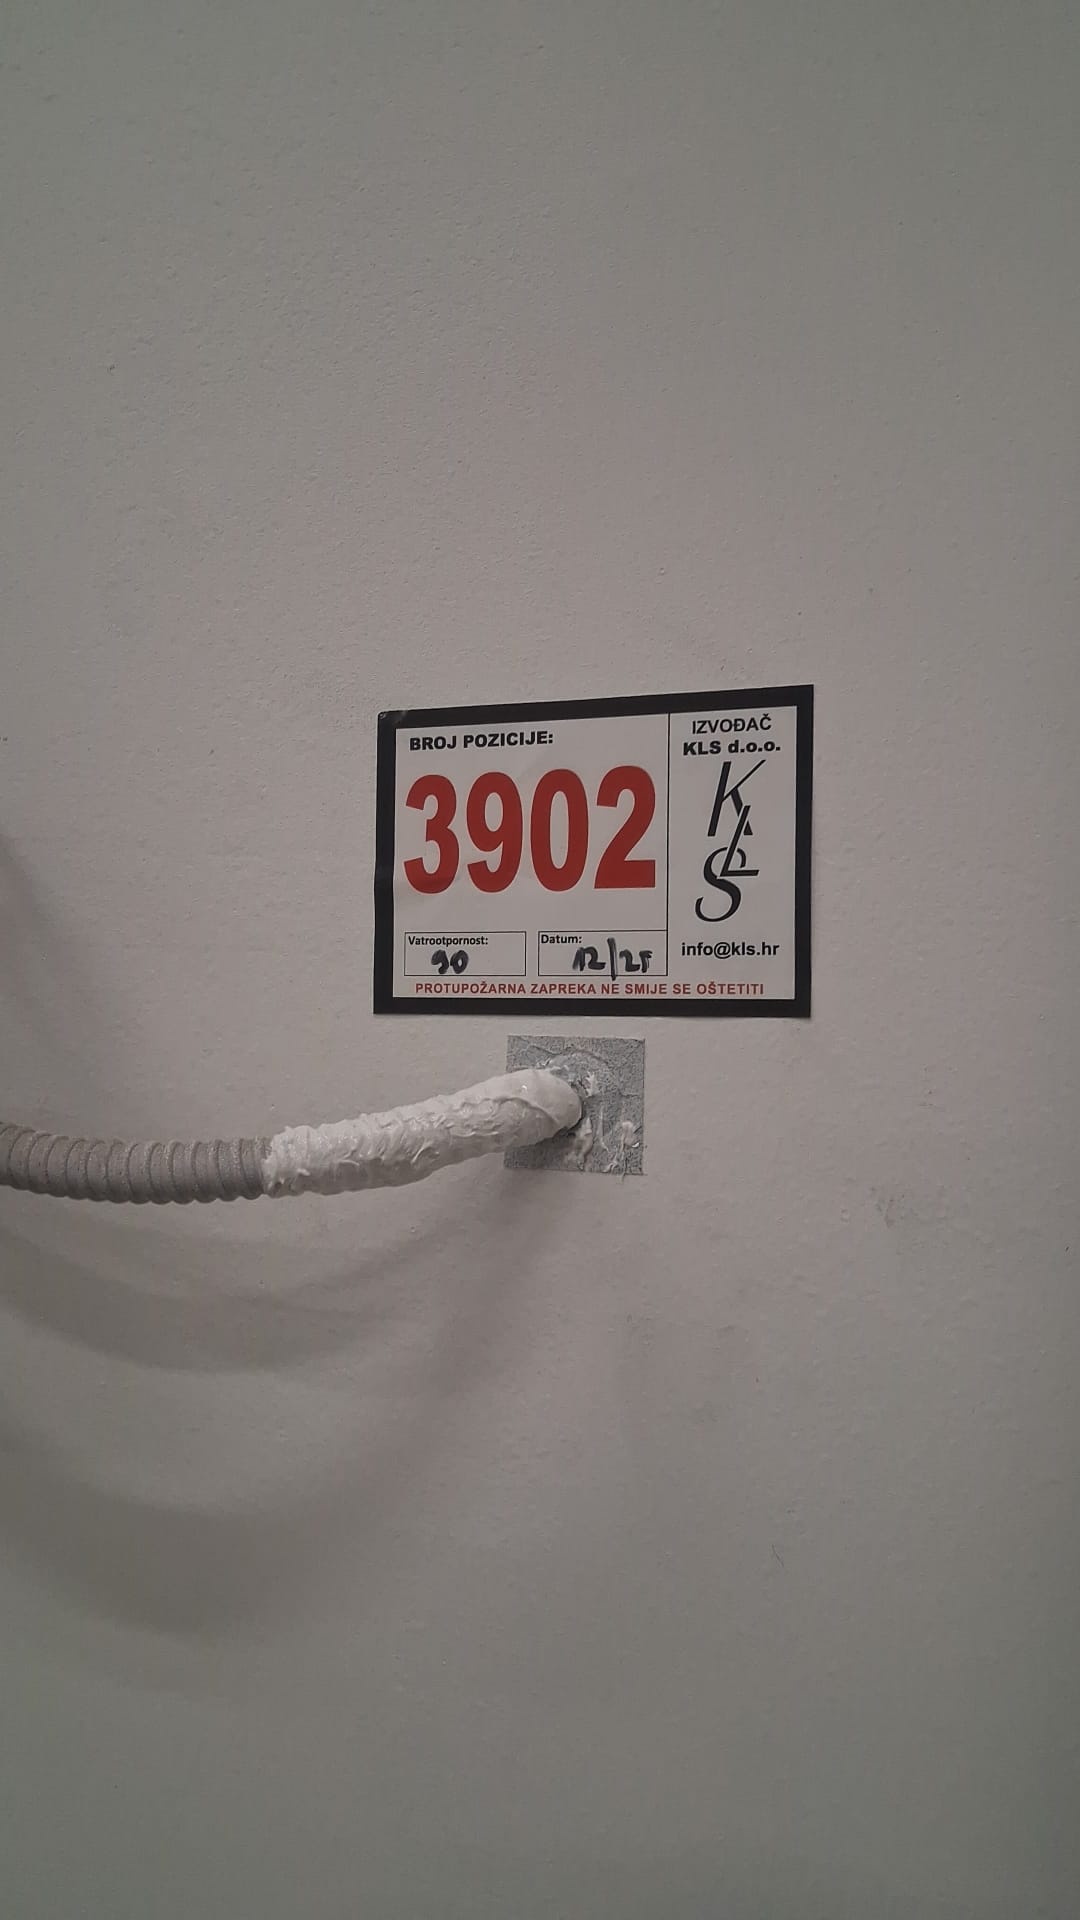 BROJ POZICIJE:
3902
Vatrootpornost:
90
Datum:
12/25
PROTUPOŽARNA ZAPREKA NE SMIJE SE OŠTETITI
IZVOĐAČ
KLS d.o.o.
KLS
info@kls.hr